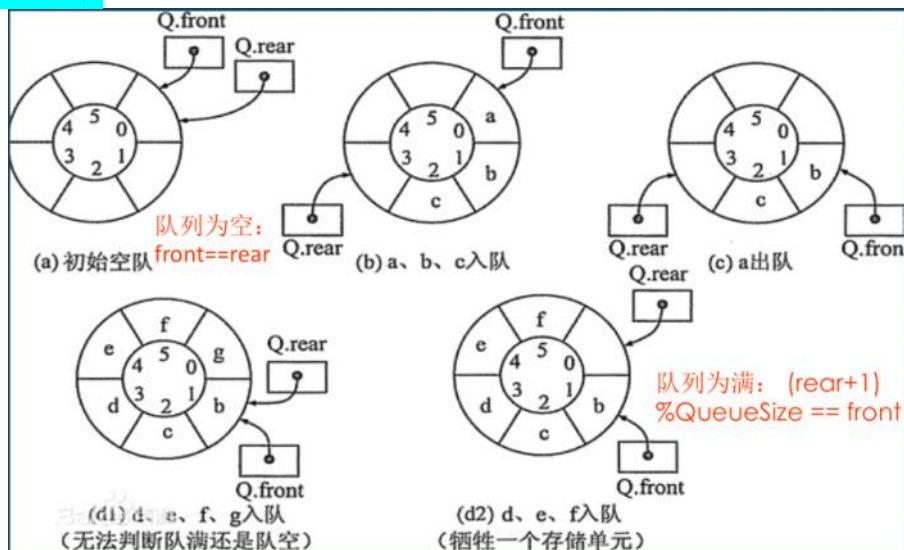 Q.front
Q.rear
5
4 0
3 1
2
队列为空：
front==rear
(a) 初始空队
Q.front
a
5
4 0
3 1
2
b
c
Q.rear
(b) a、b、c入队
5
4 0
3 1
2
b
c
Q.rear
Q.front
(c) a出队
f
e g
5
4 0
3 1
2
d b
c
Q.rear
Q.front
(d1) d、e、f、g入队
（无法判断队满还是队空）
f
e
5
4 0
3 1
2
d b
c
Q.rear
Q.front
队列为满： (rear+1)
%QueueSize == front
(d2) d、e、f入队
（牺牲一个存储单元）